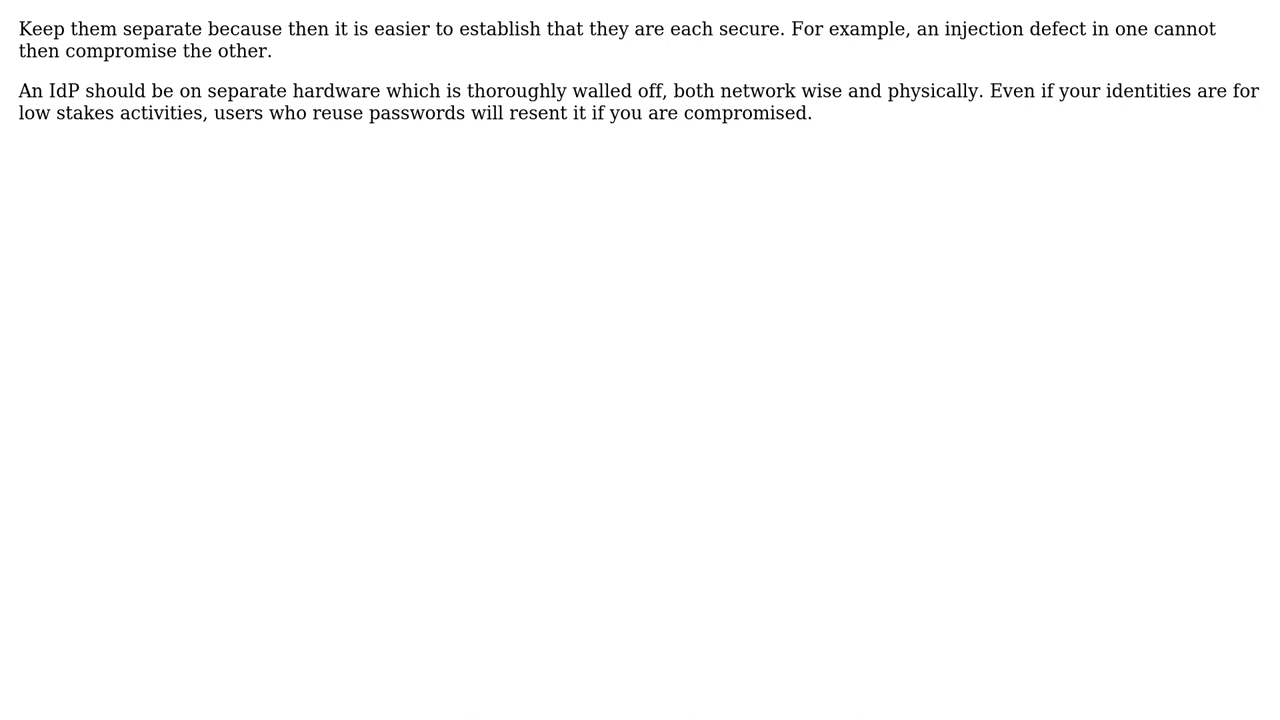 Keep them separate because then it is easier to establish that they are each secure. For example, an injection defect in one cannot
then compromise the other.
An IdP should be on separate hardware which is thoroughly walled off, both network wise and physically. Even if your identities are for
low stakes activities, users who reuse passwords will resent it if you are compromised.